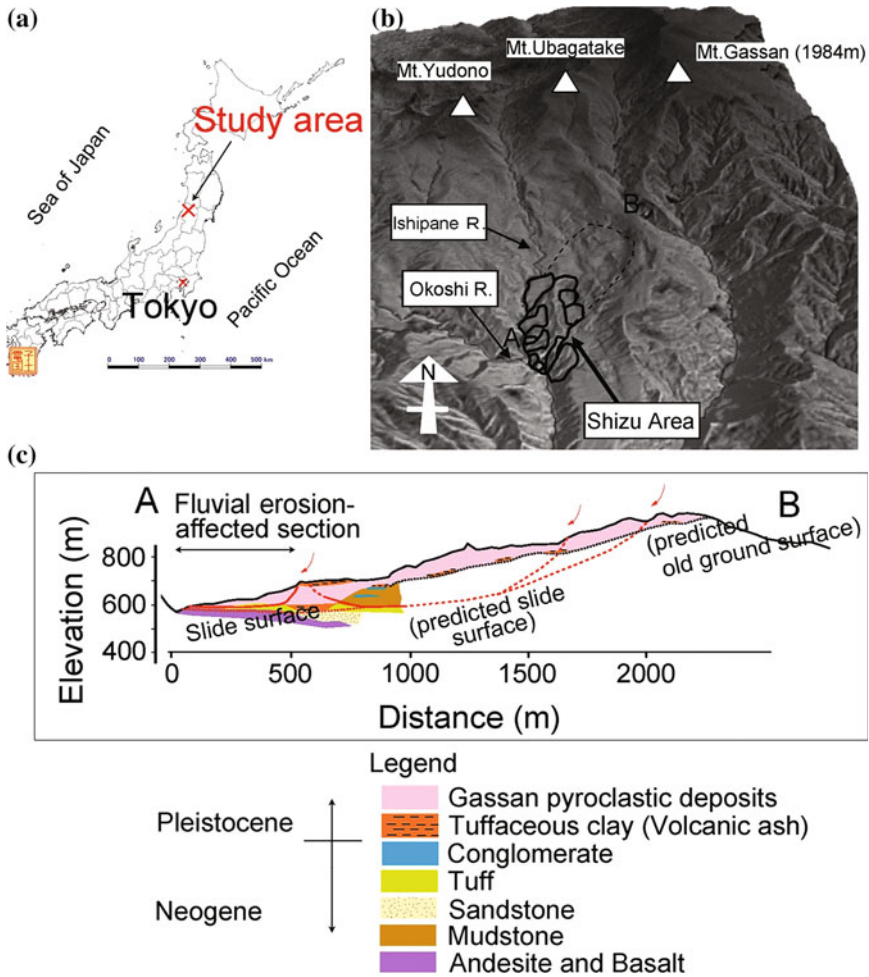 (a)
Study area
Sea of Japan
Pacific Ocean
Tokyo
0 100 200 300 400 500 km
(b)
Mt.Yudono
Mt.Ubagatake
Mt.Gassan (1984m)
B
Ishipane R.
Okoshi R.
A
N
Shizu Area
(c)
A
Fluvial erosion-
affected section
B
(predicted
old ground surface)
Elevation (m)
800
600
400
Slide surface
(predicted slide
surface)
0 500 1000 1500 2000
Distance (m)
Legend
Pleistocene
Neogene
Gassan pyroclastic deposits
Tuffaceous clay (Volcanic ash)
Conglomerate
Tuff
Sandstone
Mudstone
Andesite and Basalt